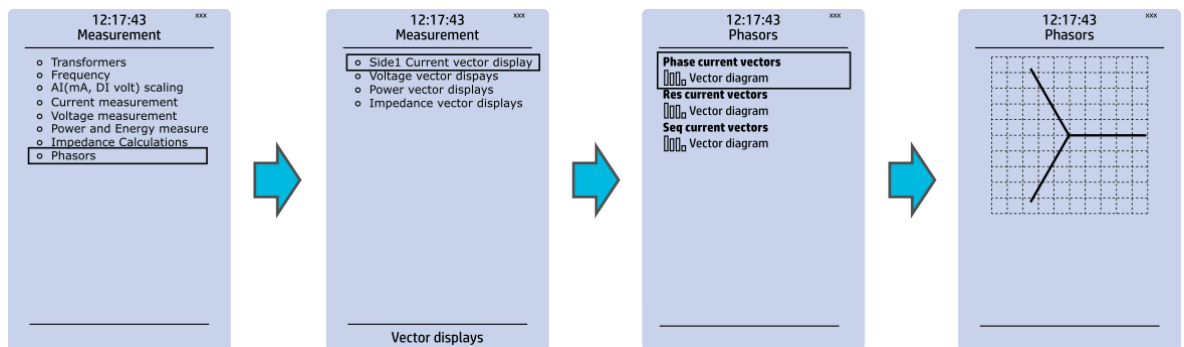 12:17:43 xxx
Measurement
Transformers
Frequency
AI(mA, DI volt) scaling
Current measurement
Voltage measurement
Power and Energy measure
Impedance Calculations
Phasors
12:17:43 xxx
Measurement
Side1 Current vector display
Voltage vector dispays
Power vector displays
Impedance vector displays
Vector displays
12:17:43 xxx
Phasors
Phase current vectors
Vector diagram
Res current vectors
Vector diagram
Seq current vectors
Vector diagram
12:17:43 xxx
Phasors